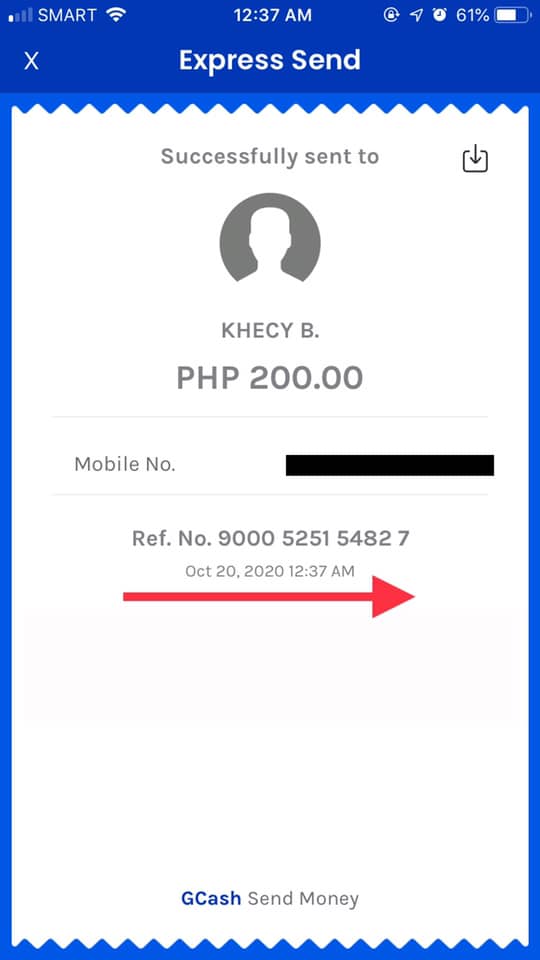 SMART 12:37 AM 61%
X Express Send
Successfully sent to
KHECY B.
PHP 200.00
Mobile No.
Ref. No. 9000 5251 5482 7
Oct 20, 2020 12:37 AM
GCash Send Money